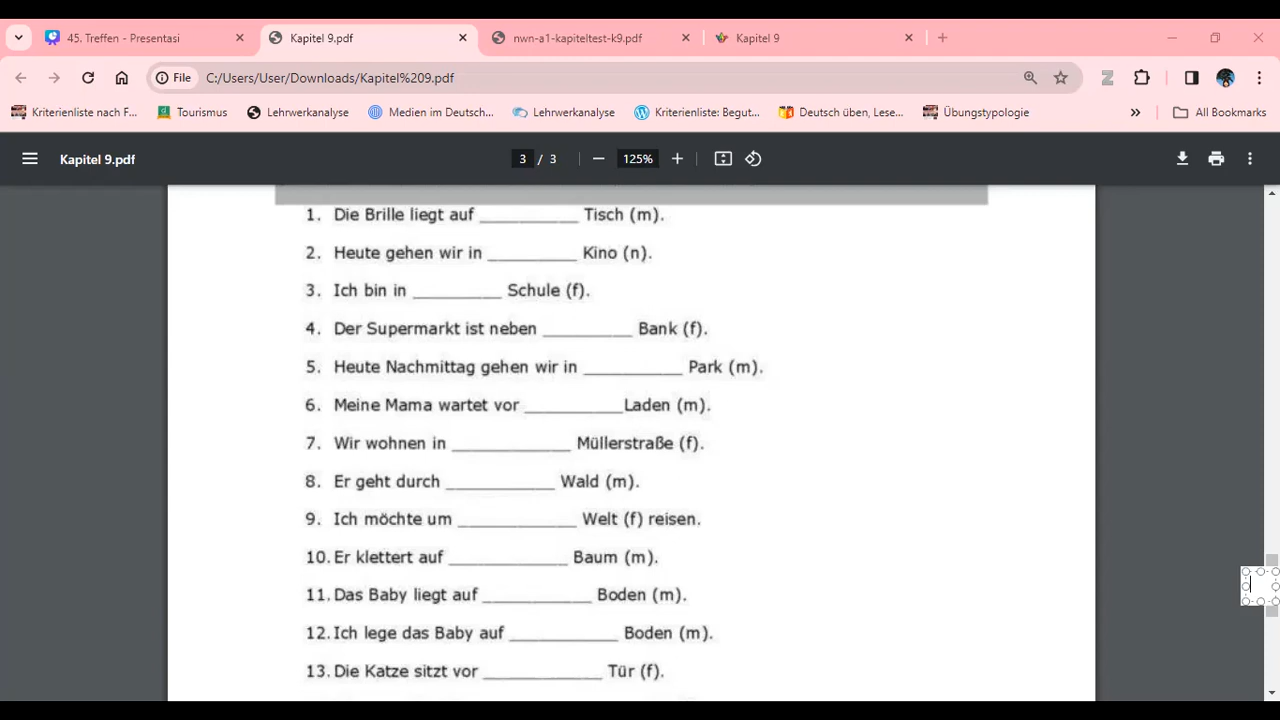 45. Treffen - Presentasi
Kapitel 9.pdf
nwn-a1-kapiteltest-k9.pdf
Kapitel 9
File C:/Users/User/Downloads/Kapitel%209.pdf
Kriterienliste nach F... Tourismus Lehrwerkanalyse Medien im Deutsch... Lehrwerkanalyse Kriterienliste: Begut... Deutsch üben, Lese... Übungstypologie » All Bookmarks
Kapitel 9.pdf 3 / 3 125%
1. Die Brille liegt auf __________ Tisch (m).
2. Heute gehen wir in _________ Kino (n).
3. Ich bin in _________ Schule (f).
4. Der Supermarkt ist neben _________ Bank (f).
5. Heute Nachmittag gehen wir in __________ Park (m).
6. Meine Mama wartet vor __________Laden (m).
7. Wir wohnen in ____________ Müllerstraße (f).
8. Er geht durch ___________ Wald (m).
9. Ich möchte um ____________ Welt (f) reisen.
10. Er klettert auf ____________ Baum (m).
11. Das Baby liegt auf ___________ Boden (m).
12. Ich lege das Baby auf ___________ Boden (m).
13. Die Katze sitzt vor ____________ Tür (f).